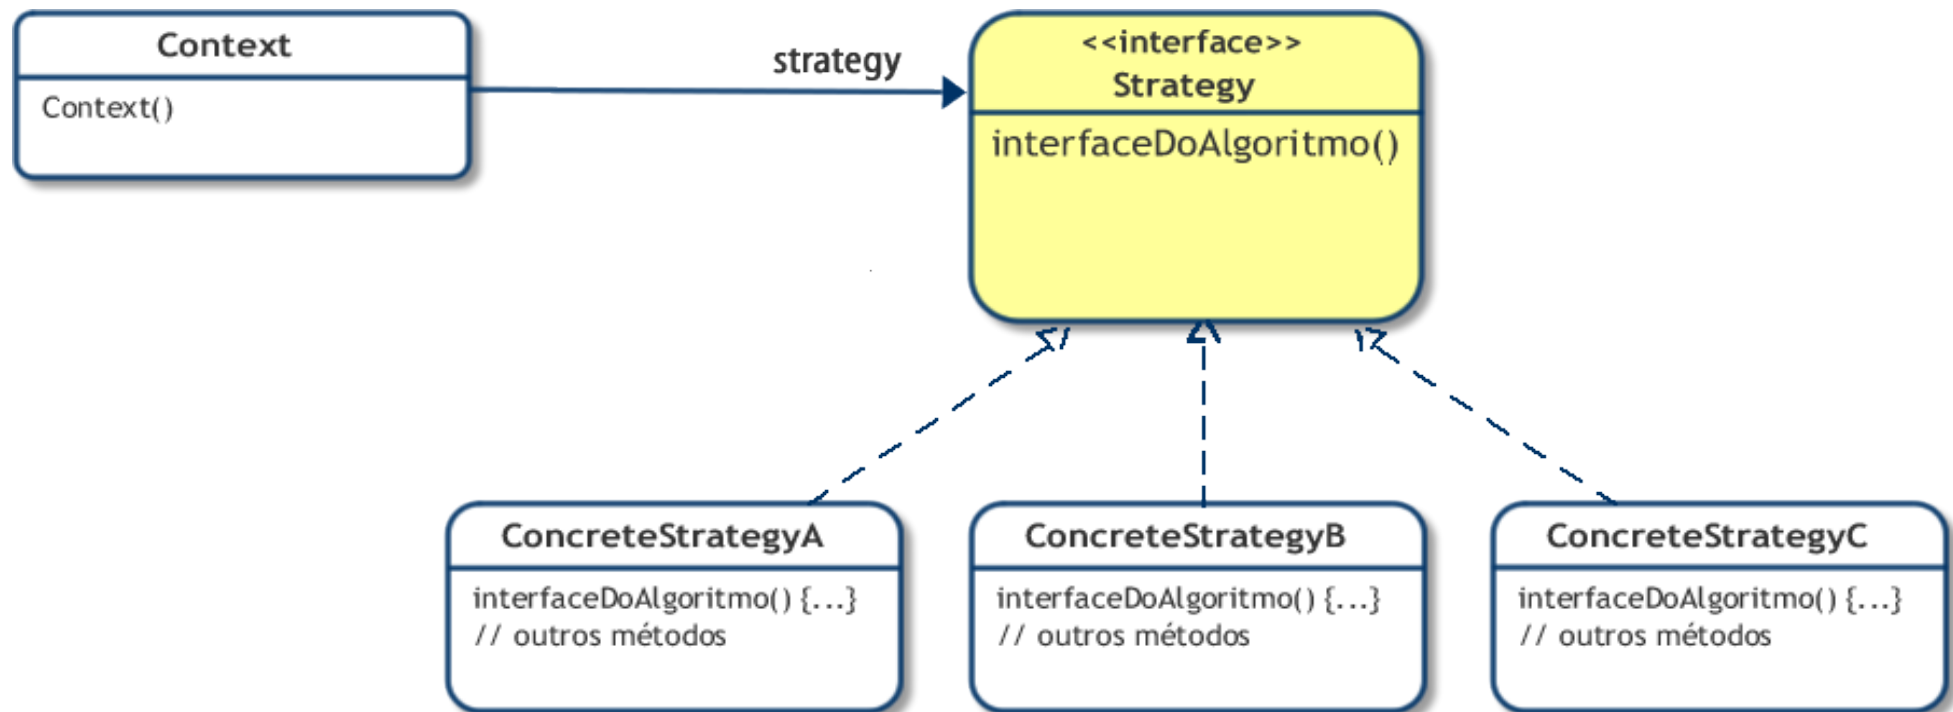 Context
Context()
strategy
<<interface>>
Strategy
interfaceDoAlgoritmo()
ConcreteStrategyA
interfaceDoAlgoritmo() {...}
// outros métodos
ConcreteStrategyB
interfaceDoAlgoritmo() {...}
// outros métodos
ConcreteStrategyC
interfaceDoAlgoritmo() {...}
// outros métodos